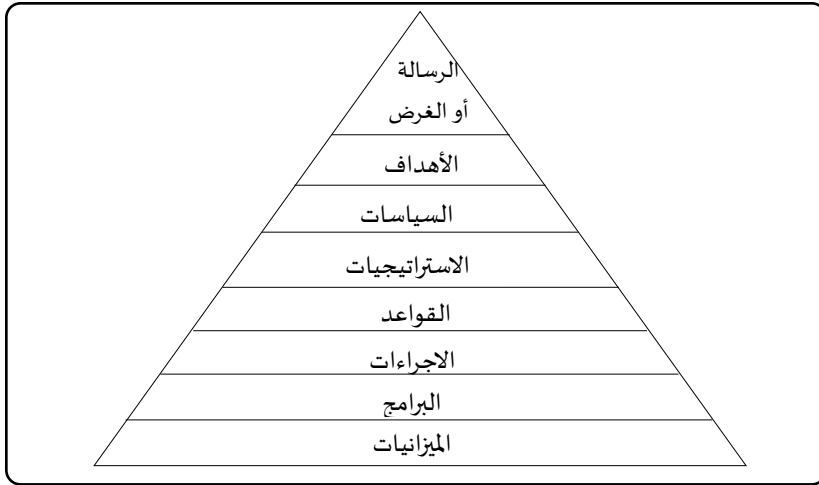 الرسالة
أو الغرض
الأهداف
السياسات
الاستراتيجيات
القواعد
الاجراءات
البرامج
الميزانيات